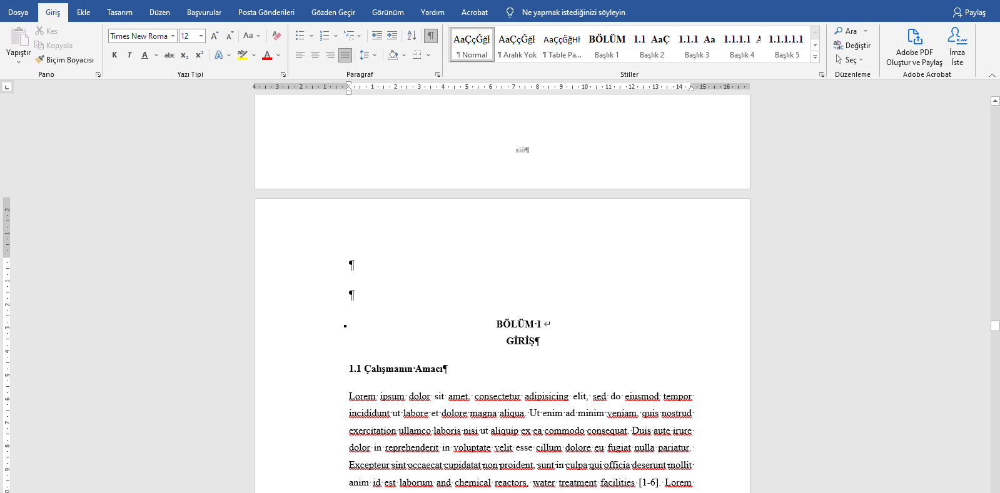 Dosya Giriş Ekle Tasarım Düzen Başvurular Posta Gönderileri Gözden Geçir Görünüm Yardım Acrobat Ne yapmak istediğinizi söyleyin Paylaş
Yapıştır
Kes
Kopyala
Biçim Boyacısı
Pano
Times New Roma 12
Aa
K T A abc x₂ x²
A ab A
Yazı Tipi
Paragraf
AaÇçĞğH AaÇçĞğH AaÇçĞğHh BÖLÜM 1.1 AaÇ 1.1.1 Aa 1.1.1.1 A 1.1.1.1.1
¶ Normal ¶ Aralık Yok ¶ Table Pa... Başlık 1 Başlık 2 Başlık 3 Başlık 4 Başlık 5
Stiller
Ara
Değiştir
Seç
Düzenleme
Adobe PDF
Oluştur ve Paylaş
İmza
İste
Adobe Acrobat
4 3 2 1 1 2 3 4 5 6 7 8 9 10 11 12 13 14 15 16
xiii¶
2 1 1 2 3 4 5 6 7 8 9
¶
¶
BÖLÜM·1 ↵
GİRİŞ¶
1.1 Çalışmanın·Amacı¶
Lorem· ipsum· dolor· sit· amet,· consectetur· adipisicing· elit,· sed· do· eiusmod· tempor·
incididunt·ut·labore·et·dolore·magna·aliqua.·Ut·enim·ad·minim·veniam,·quis·nostrud·
exercitation·ullamco·laboris·nisi·ut·aliquip·ex·ea·commodo·consequat.·Duis·aute·irure·
dolor· in· reprehenderit· in· voluptate· velit· esse· cillum· dolore· eu· fugiat· nulla· pariatur.·
Excepteur·sint·occaecat·cupidatat·non·proident,·sunt·in·culpa·qui·officia·deserunt·mollit·
anim· id· est· laborum· and· chemical· reactors,· water· treatment· facilities· [1-6].· Lorem·